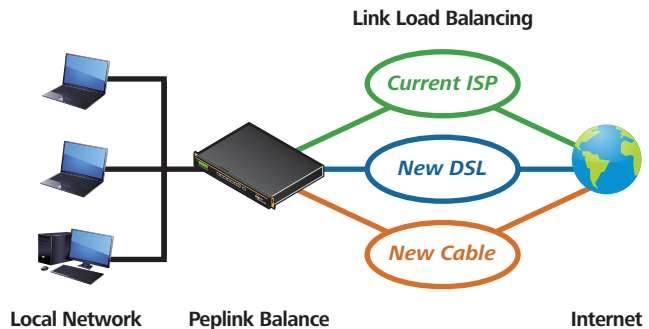 Link Load Balancing
Current ISP
New DSL
New Cable
Local Network
Peplink Balance
Internet